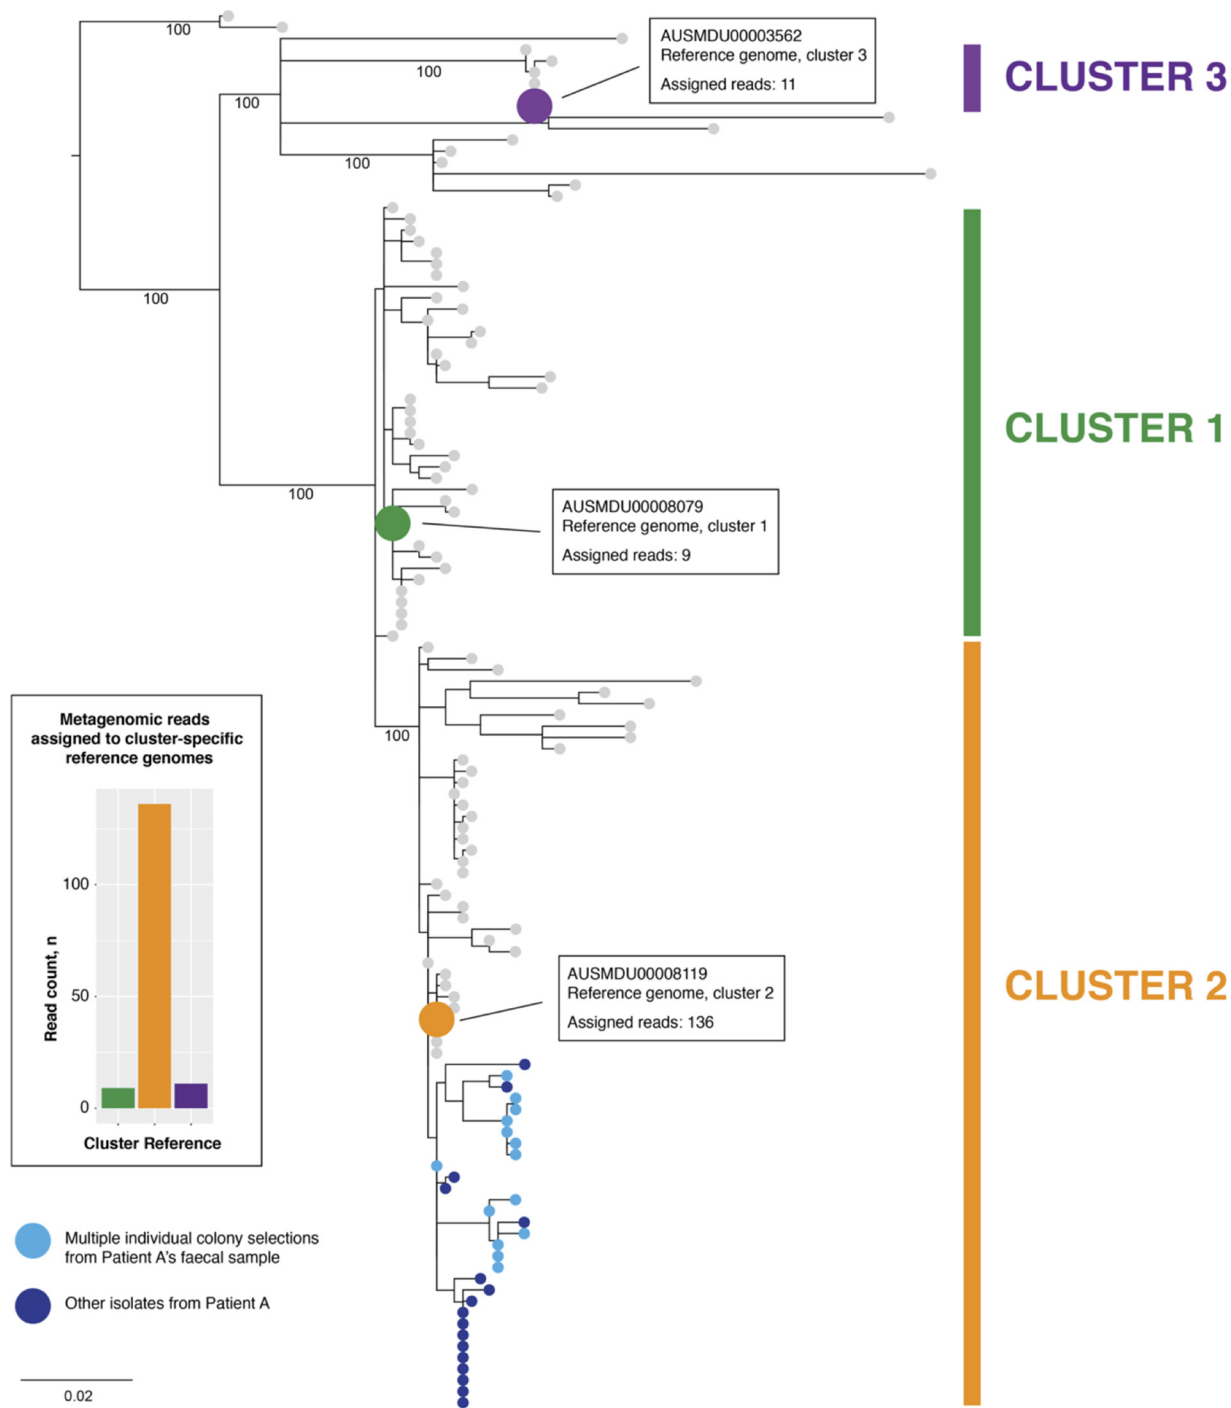 100
AUSMDU00003562
Reference genome, cluster 3
Assigned reads: 11
CLUSTER 3
100
100
100
100
CLUSTER 1
100
AUSMDU00008079
Reference genome, cluster 1
Assigned reads: 9
Metagenomic reads
assigned to cluster-specific
reference genomes
100
50
0
Read count, n
Cluster Reference
100
AUSMDU00008119
Reference genome, cluster 2
Assigned reads: 136
CLUSTER 2
Multiple individual colony selections
from Patient A's faecal sample
Other isolates from Patient A
0.02